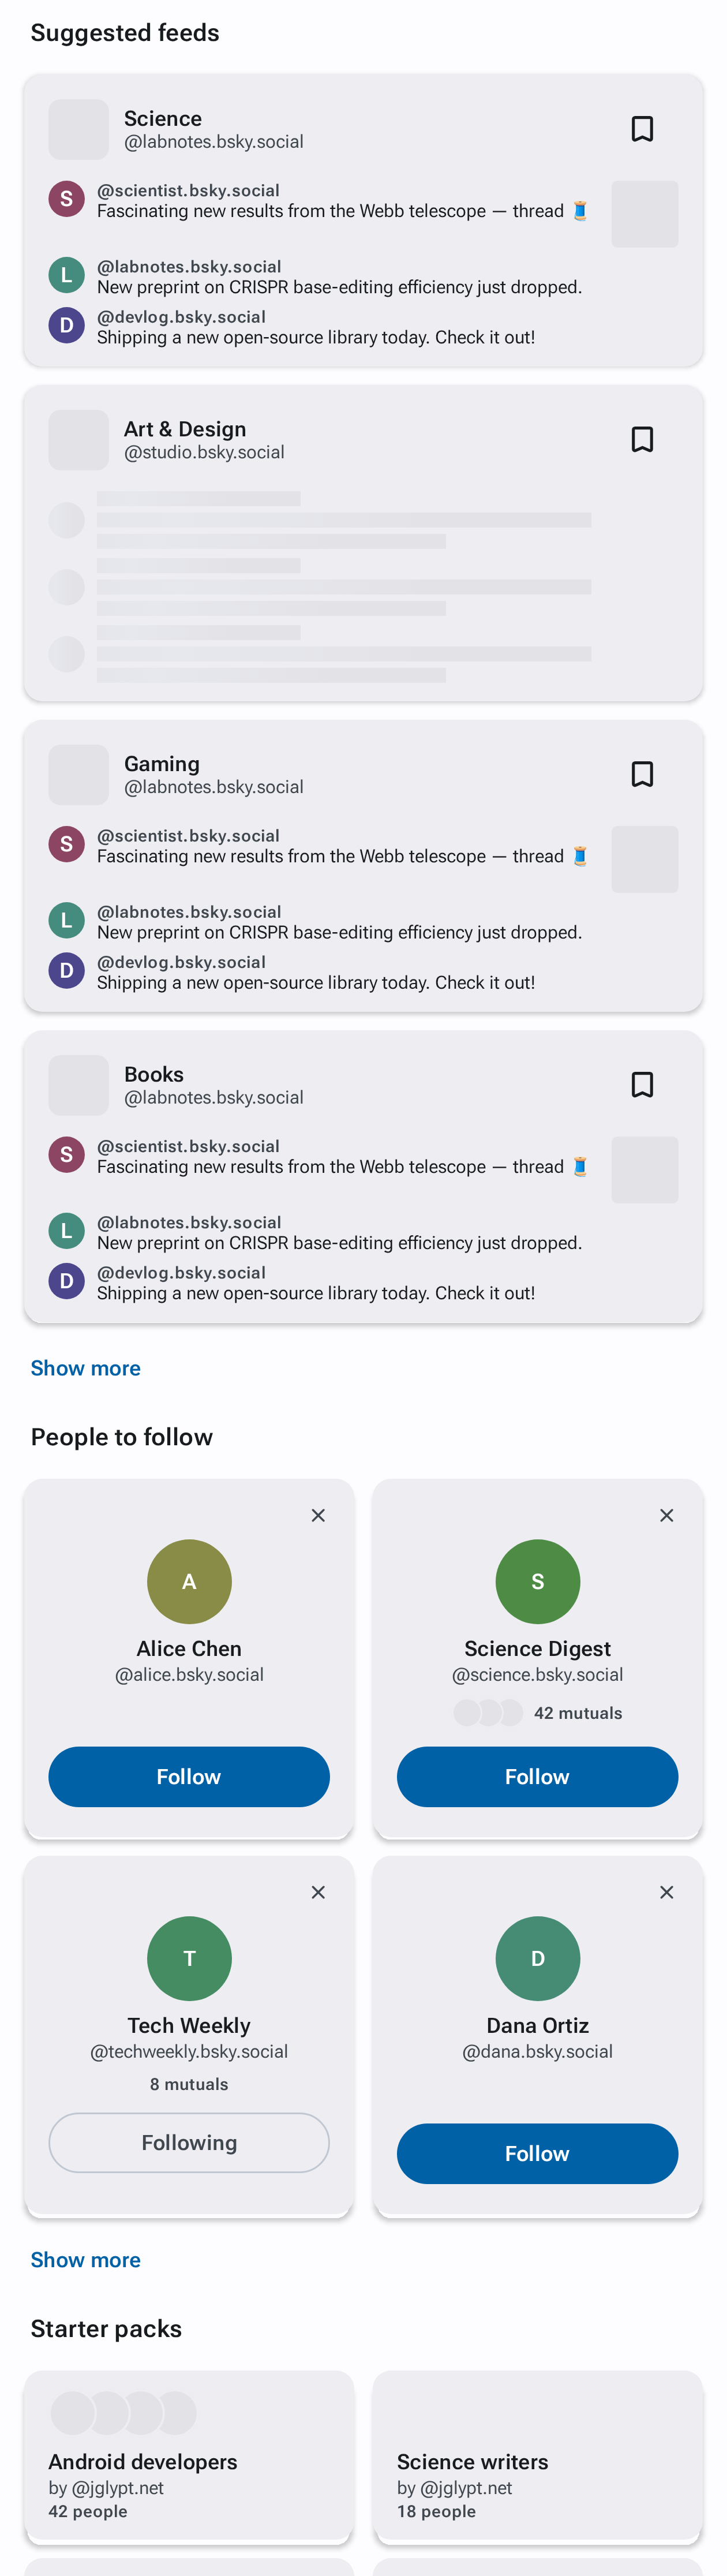 Suggested feeds
Science
@labnotes.bsky.social
@scientist.bsky.social
Fascinating new results from the Webb telescope — thread 🧵
@labnotes.bsky.social
New preprint on CRISPR base-editing efficiency just dropped.
@devlog.bsky.social
Shipping a new open-source library today. Check it out!
S
L
D
Art & Design
@studio.bsky.social
Gaming
@labnotes.bsky.social
S
@scientist.bsky.social
Fascinating new results from the Webb telescope — thread 🧵
L
@labnotes.bsky.social
New preprint on CRISPR base-editing efficiency just dropped.
D
@devlog.bsky.social
Shipping a new open-source library today. Check it out!
Books
@labnotes.bsky.social
S
@scientist.bsky.social
Fascinating new results from the Webb telescope — thread 🧵
L
@labnotes.bsky.social
New preprint on CRISPR base-editing efficiency just dropped.
D
@devlog.bsky.social
Shipping a new open-source library today. Check it out!
Show more
People to follow
A
Alice Chen
@alice.bsky.social
Follow
S
Science Digest
@science.bsky.social
42 mutuals
Follow
T
Tech Weekly
@techweekly.bsky.social
8 mutuals
Following
D
Dana Ortiz
@dana.bsky.social
Follow
Show more
Starter packs
Android developers
by @jglypt.net
42 people
Science writers
by @jglypt.net
18 people